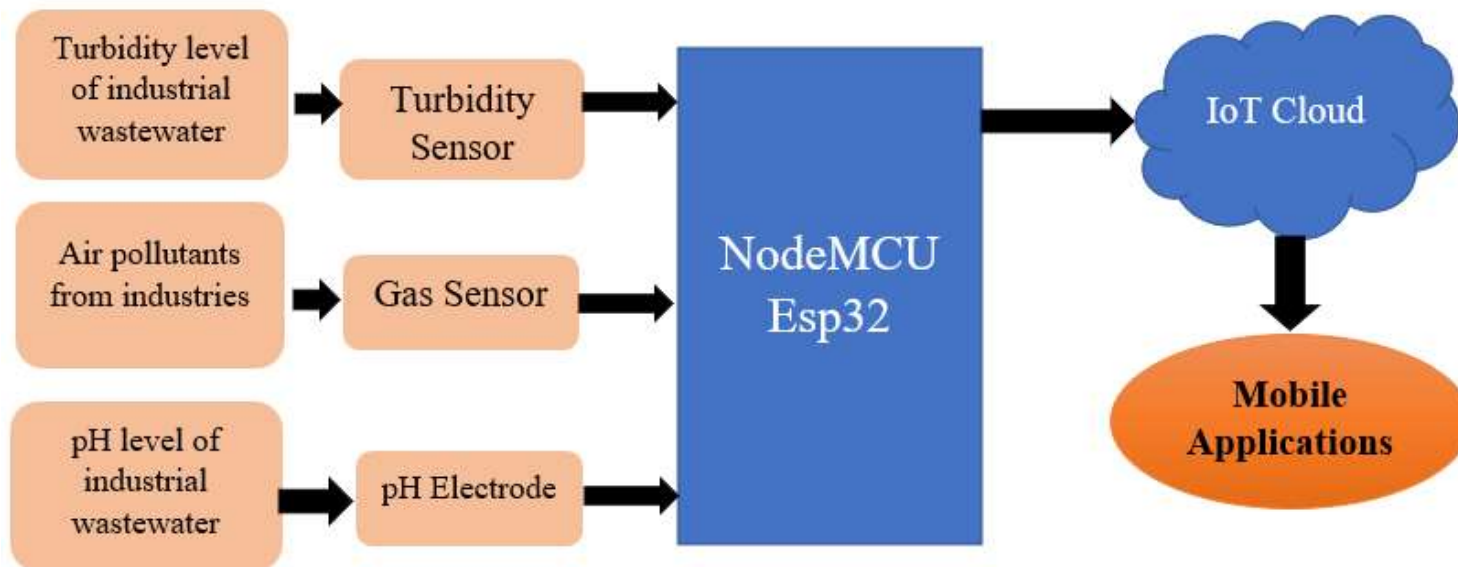 Turbidity level
of industrial
wastewater
Turbidity
Sensor
Air pollutants
from industries
Gas Sensor
pH level of
industrial
wastewater
pH Electrode
NodeMCU
Esp32
IoT Cloud
Mobile
Applications